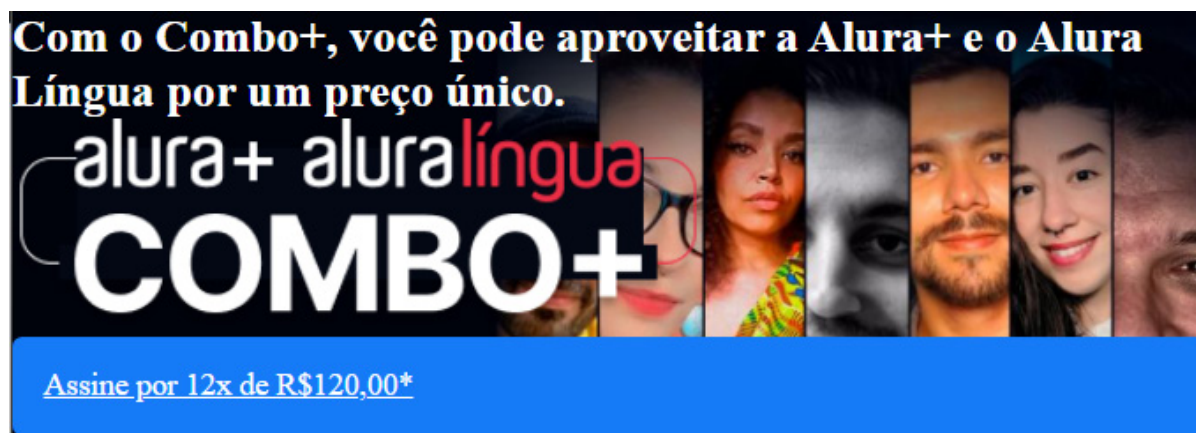 Com o Combo+, você pode aproveitar a Alura+ e o Alura
Língua por um preço único.
alura+ aluralíngua
COMBO+
Assine por 12x de R$120,00*